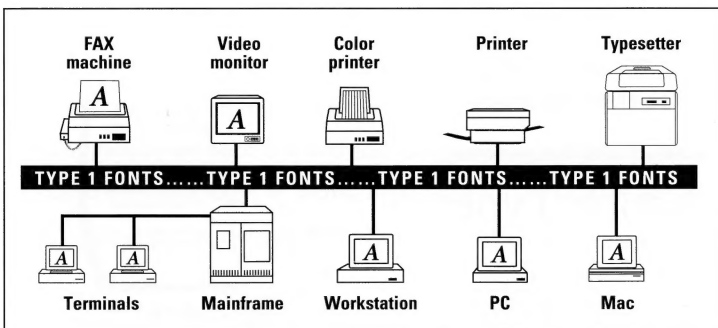 FAX machine
Video monitor
Color printer
Printer
Typesetter
A
A
TYPE 1 FONTS......TYPE 1 FONTS......TYPE 1 FONTS......TYPE 1 FONTS
A
A
A
A
A
Terminals
Mainframe
Workstation
PC
Mac